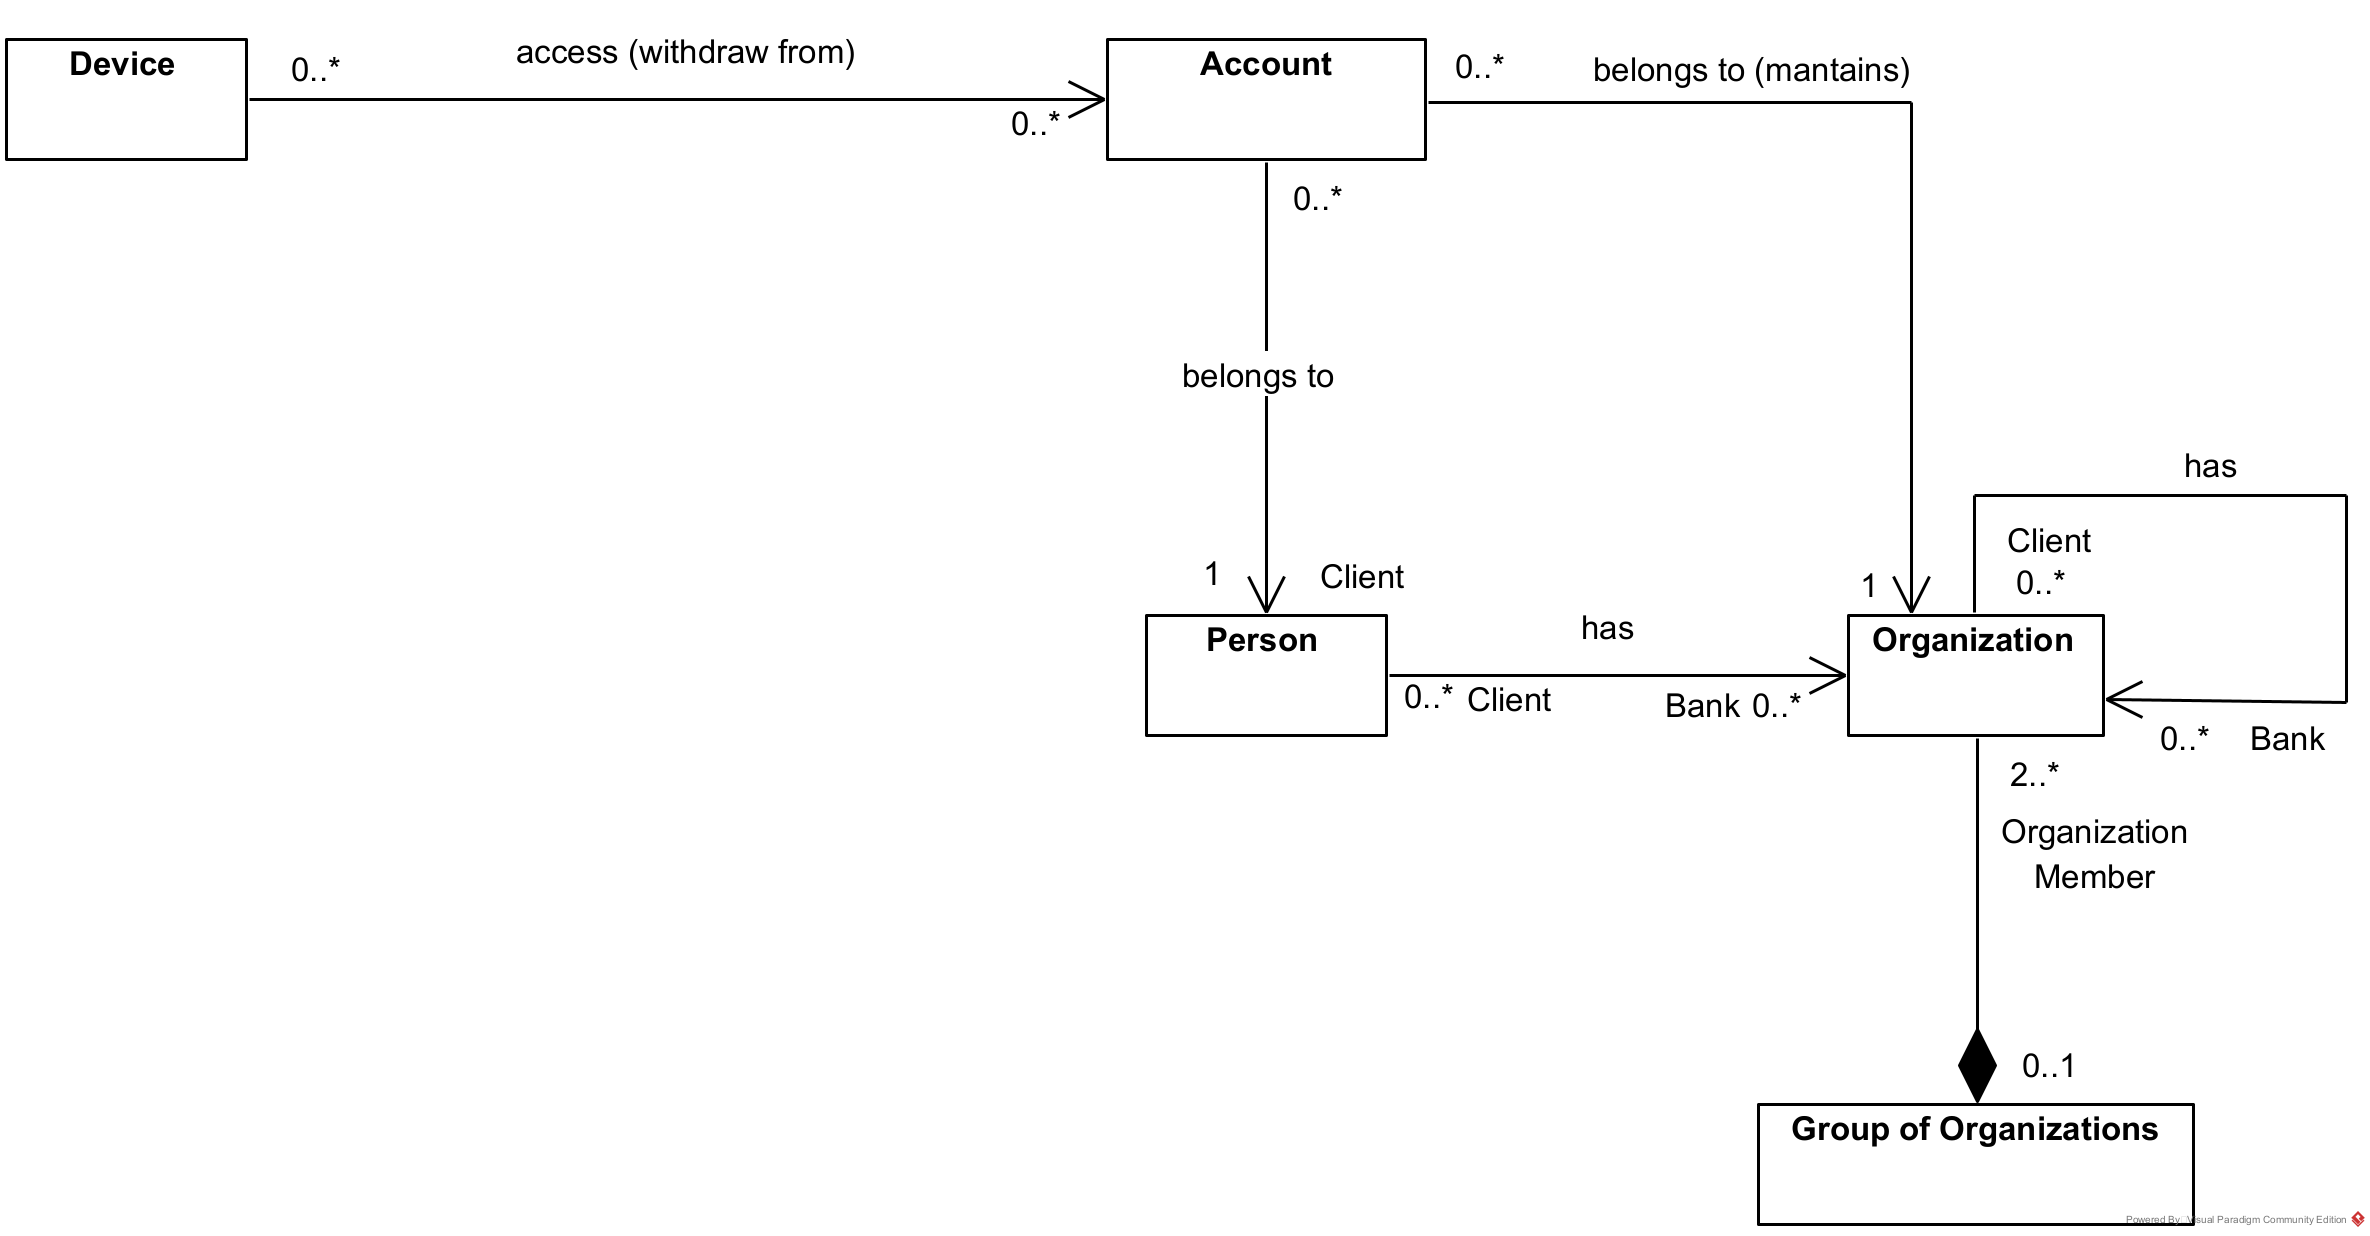 Device
0..*
access (withdraw from)
0..*
Account
0..*
belongs to (mantains)
0..*
belongs to
has
Client
0..*
1
Client
1
has
Person
Organization
0..* Client
Bank 0..*
0..* Bank
2..*
Organization
Member
0..1
Group of Organizations
Powered By Visual Paradigm Community Edition